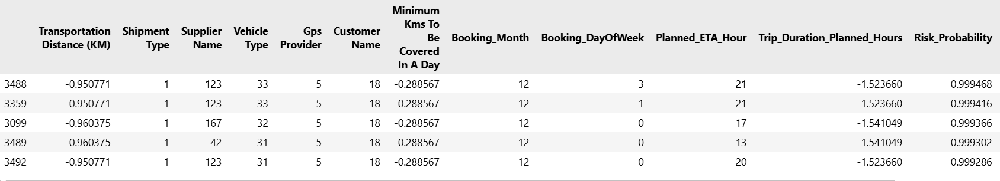 Transportation Distance (KM) Shipment Type Supplier Name Vehicle Type Gps Provider Customer Name Minimum Kms To Be Covered In A Day Booking_Month Booking_DayOfWeek Planned_ETA_Hour Trip_Duration_Planned_Hours Risk_Probability
3488 -0.950771 1 123 33 5 18 -0.288567 12 3 21 -1.523660 0.999468
3359 -0.950771 1 123 33 5 18 -0.288567 12 1 21 -1.523660 0.999416
3099 -0.960375 1 167 32 5 18 -0.288567 12 0 17 -1.541049 0.999366
3489 -0.960375 1 42 31 5 18 -0.288567 12 0 13 -1.541049 0.999302
3492 -0.950771 1 123 31 5 18 -0.288567 12 0 20 -1.523660 0.999286